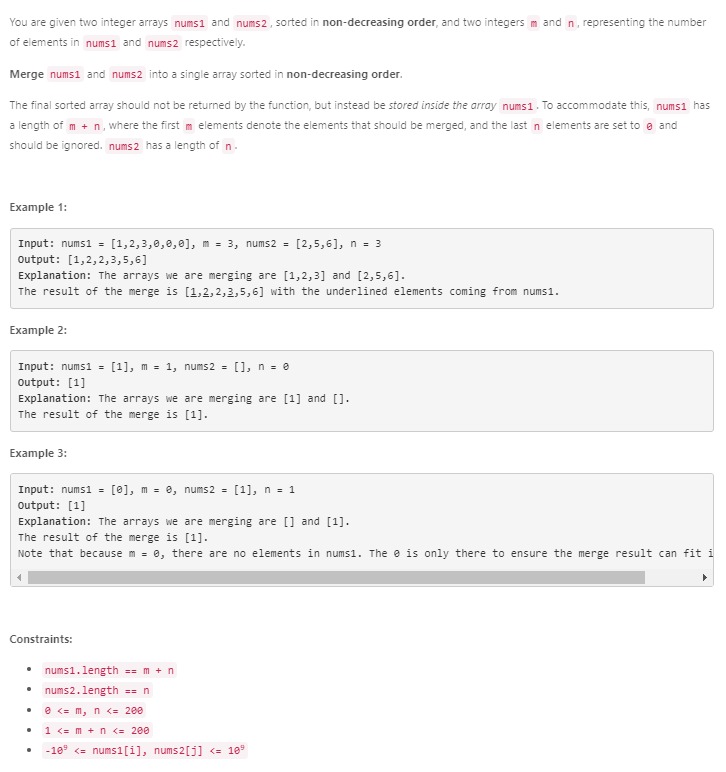 You are given two integer arrays nums1 and nums2, sorted in non-decreasing order, and two integers m and n, representing the number
of elements in nums1 and nums2 respectively.
Merge nums1 and nums2 into a single array sorted in non-decreasing order.
The final sorted array should not be returned by the function, but instead be stored inside the array nums1. To accommodate this, nums1 has
a length of m + n, where the first m elements denote the elements that should be merged, and the last n elements are set to 0 and
should be ignored. nums2 has a length of n.
Example 1:
Input: nums1 = [1,2,3,0,0,0], m = 3, nums2 = [2,5,6], n = 3
Output: [1,2,2,3,5,6]
Explanation: The arrays we are merging are [1,2,3] and [2,5,6].
The result of the merge is [1,2,2,3,5,6] with the underlined elements coming from nums1.
Example 2:
Input: nums1 = [1], m = 1, nums2 = [], n = 0
Output: [1]
Explanation: The arrays we are merging are [1] and [].
The result of the merge is [1].
Example 3:
Input: nums1 = [0], m = 0, nums2 = [1], n = 1
Output: [1]
Explanation: The arrays we are merging are [] and [1].
The result of the merge is [1].
Note that because m = 0, there are no elements in nums1. The 0 is only there to ensure the merge result can fit i
Constraints:
• nums1.length == m + n
• nums2.length == n
• 0 <= m, n <= 200
• 1 <= m + n <= 200
• -10⁹ <= nums1[i], nums2[j] <= 10⁹